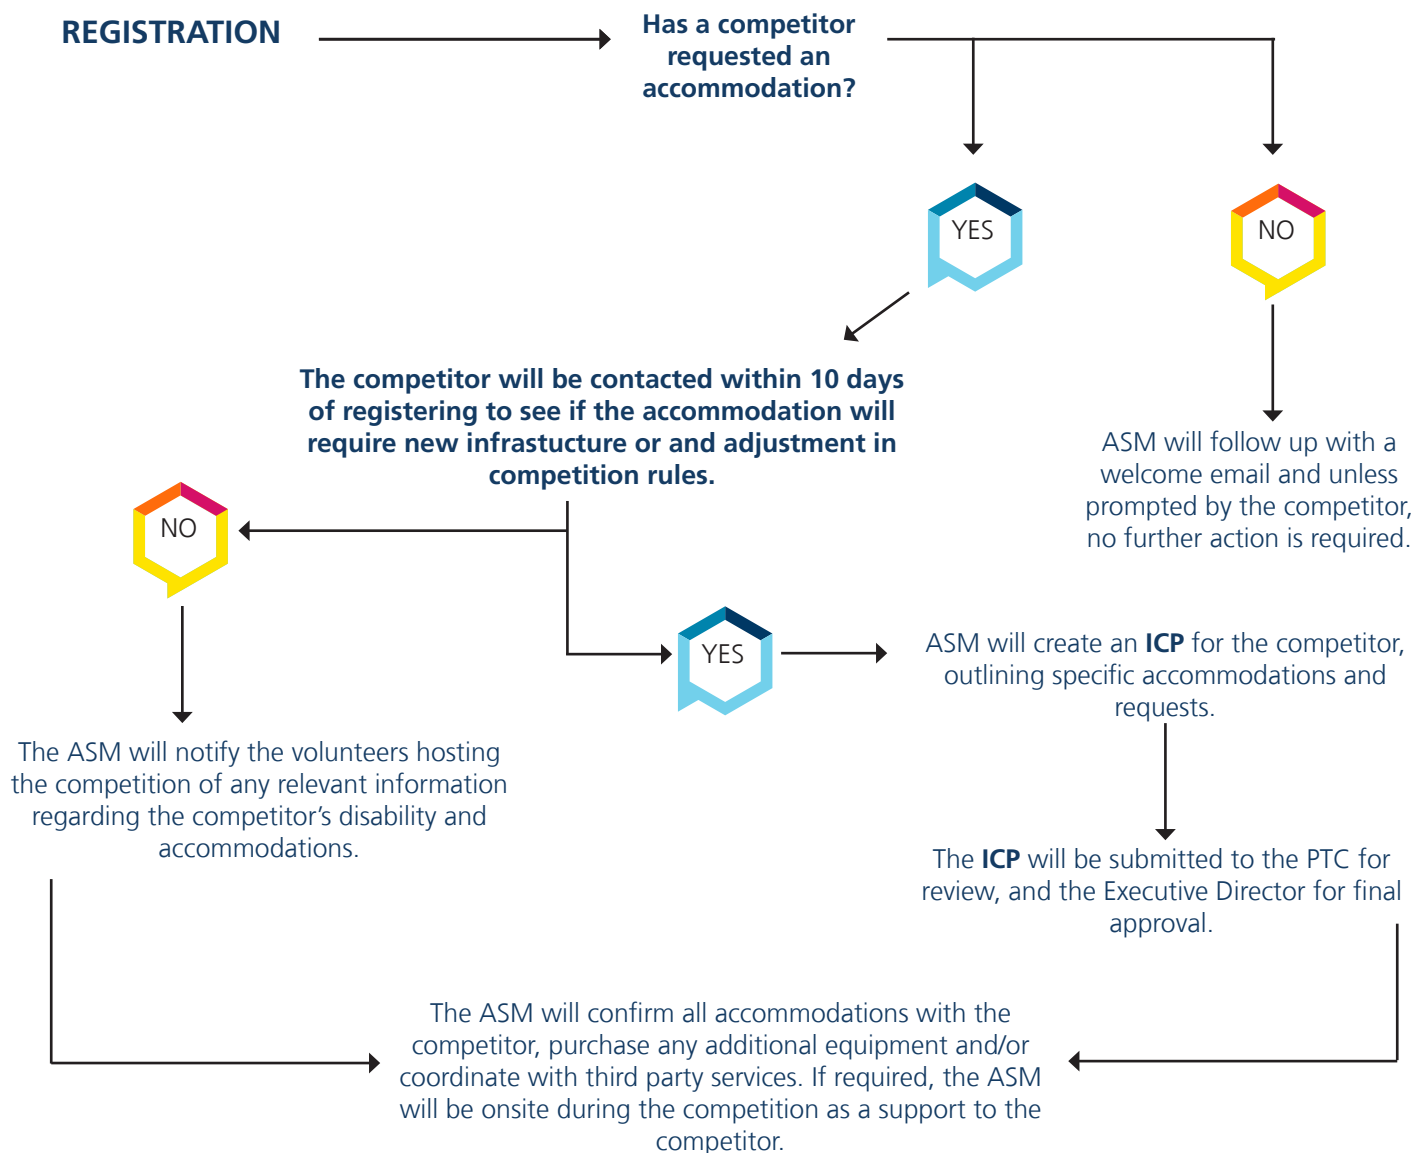 REGISTRATION
Has a competitor
requested an
accommodation?
YES
NO
The competitor will be contacted within 10 days
of registering to see if the accommodation will
require new infrastucture or and adjustment in
competition rules.
ASM will follow up with a
welcome email and unless
prompted by the competitor,
no further action is required.
NO
YES
ASM will create an ICP for the competitor,
outlining specific accommodations and
requests.
The ASM will notify the volunteers hosting
the competition of any relevant information
regarding the competitor’s disability and
accommodations.
The ICP will be submitted to the PTC for
review, and the Executive Director for final
approval.
The ASM will confirm all accommodations with the
competitor, purchase any additional equipment and/or
coordinate with third party services. If required, the ASM
will be onsite during the competition as a support to the
competitor.